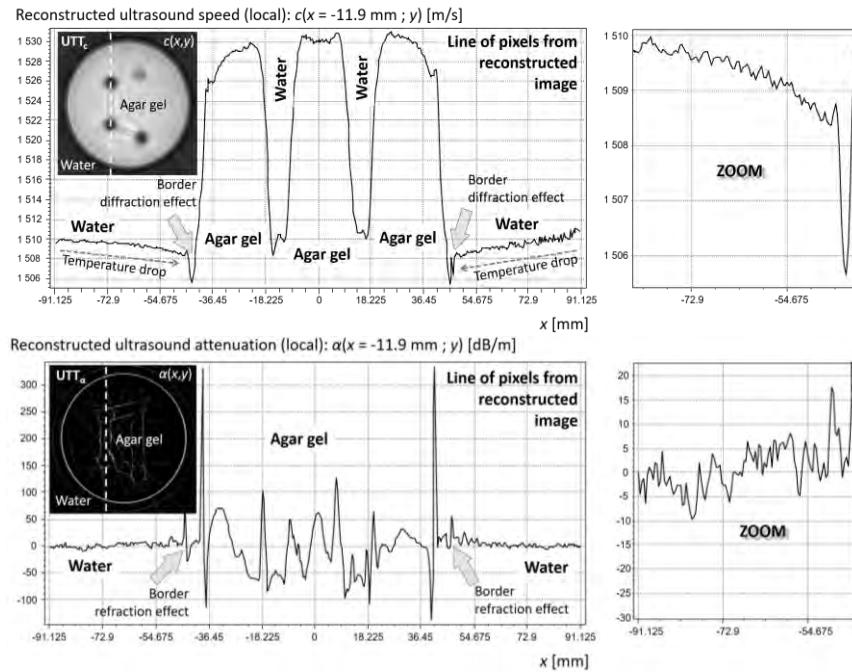 Reconstructed ultrasound speed (local): c(x = -11.9 mm ; y) [m/s]
1 530
1 528
1 526
1 524
1 522
1 520
1 518
1 516
1 514
1 512
1 510
1 508
1 506
UTTc
c(x,y)
Agar gel
Water
Water
Water
Line of pixels from
reconstructed
image
Border
diffraction effect
Border
diffraction effect
Water
Water
Agar gel
Agar gel
Agar gel
Temperature drop
Temperature drop
-91.125
-72.9
-54.675
-36.45
-18.225
0
18.225
36.45
54.675
72.9
91.125
x [mm]
1 510
1 509
1 508
1 507
1 506
ZOOM
-72.9
-54.675
Reconstructed ultrasound attenuation (local): α(x = -11.9 mm ; y) [dB/m]
300
250
200
150
100
50
0
-50
-100
UTTα
α(x,y)
Agar gel
Water
Agar gel
Line of pixels from
reconstructed
image
Water
Water
Border
refraction effect
Border
refraction effect
-91.125
-72.9
-54.675
-36.45
-18.225
0
18.225
36.45
54.675
72.9
91.125
x [mm]
20
15
10
5
0
-5
-10
-15
-20
-25
-30
ZOOM
-91.125
-72.9
-54.675